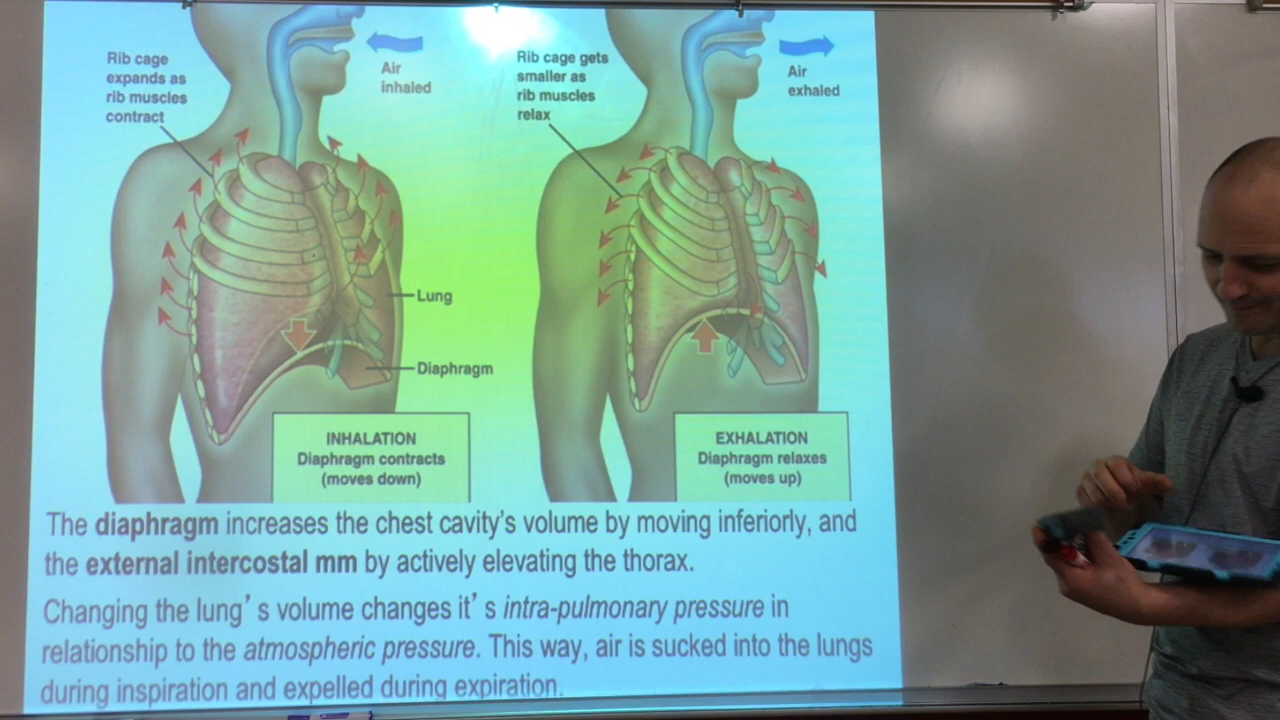 Rib cage
expands as
rib muscles
contract
Air
inhaled
Lung
Diaphragm
INHALATION
Diaphragm contracts
(moves down)
Rib cage gets
smaller as
rib muscles
relax
Air
exhaled
EXHALATION
Diaphragm relaxes
(moves up)
The diaphragm increases the chest cavity's volume by moving inferiorly, and
the external intercostal mm by actively elevating the thorax.
Changing the lung's volume changes it's intra-pulmonary pressure in
relationship to the atmospheric pressure. This way, air is sucked into the lungs
during inspiration and expelled during expiration.